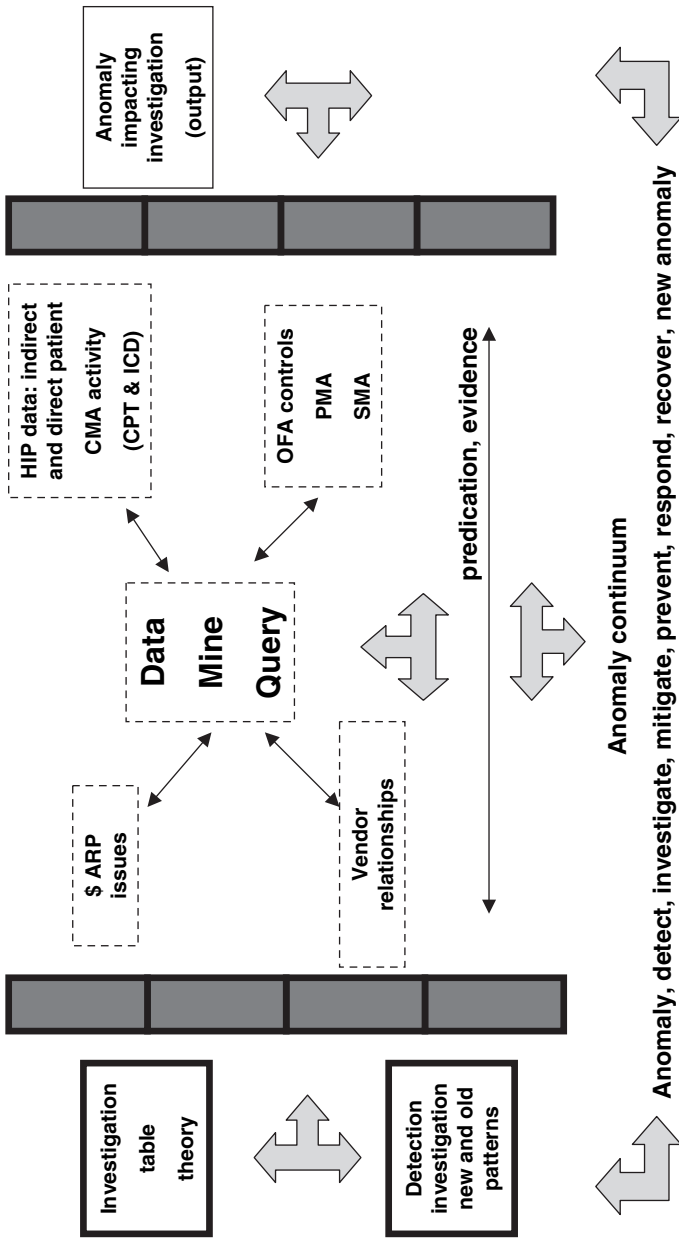 Investigation
table
theory
Detection
investigation
new and old
patterns
$ ARP
issues
Vendor
relationships
Data
Mine
Query
HIP data: indirect
and direct patient
CMA activity
(CPT & ICD)
OFA controls
PMA
SMA
predication, evidence
Anomaly
impacting
investigation
(output)
Anomaly continuum
Anomaly, detect, investigate, mitigate, prevent, respond, recover, new anomaly